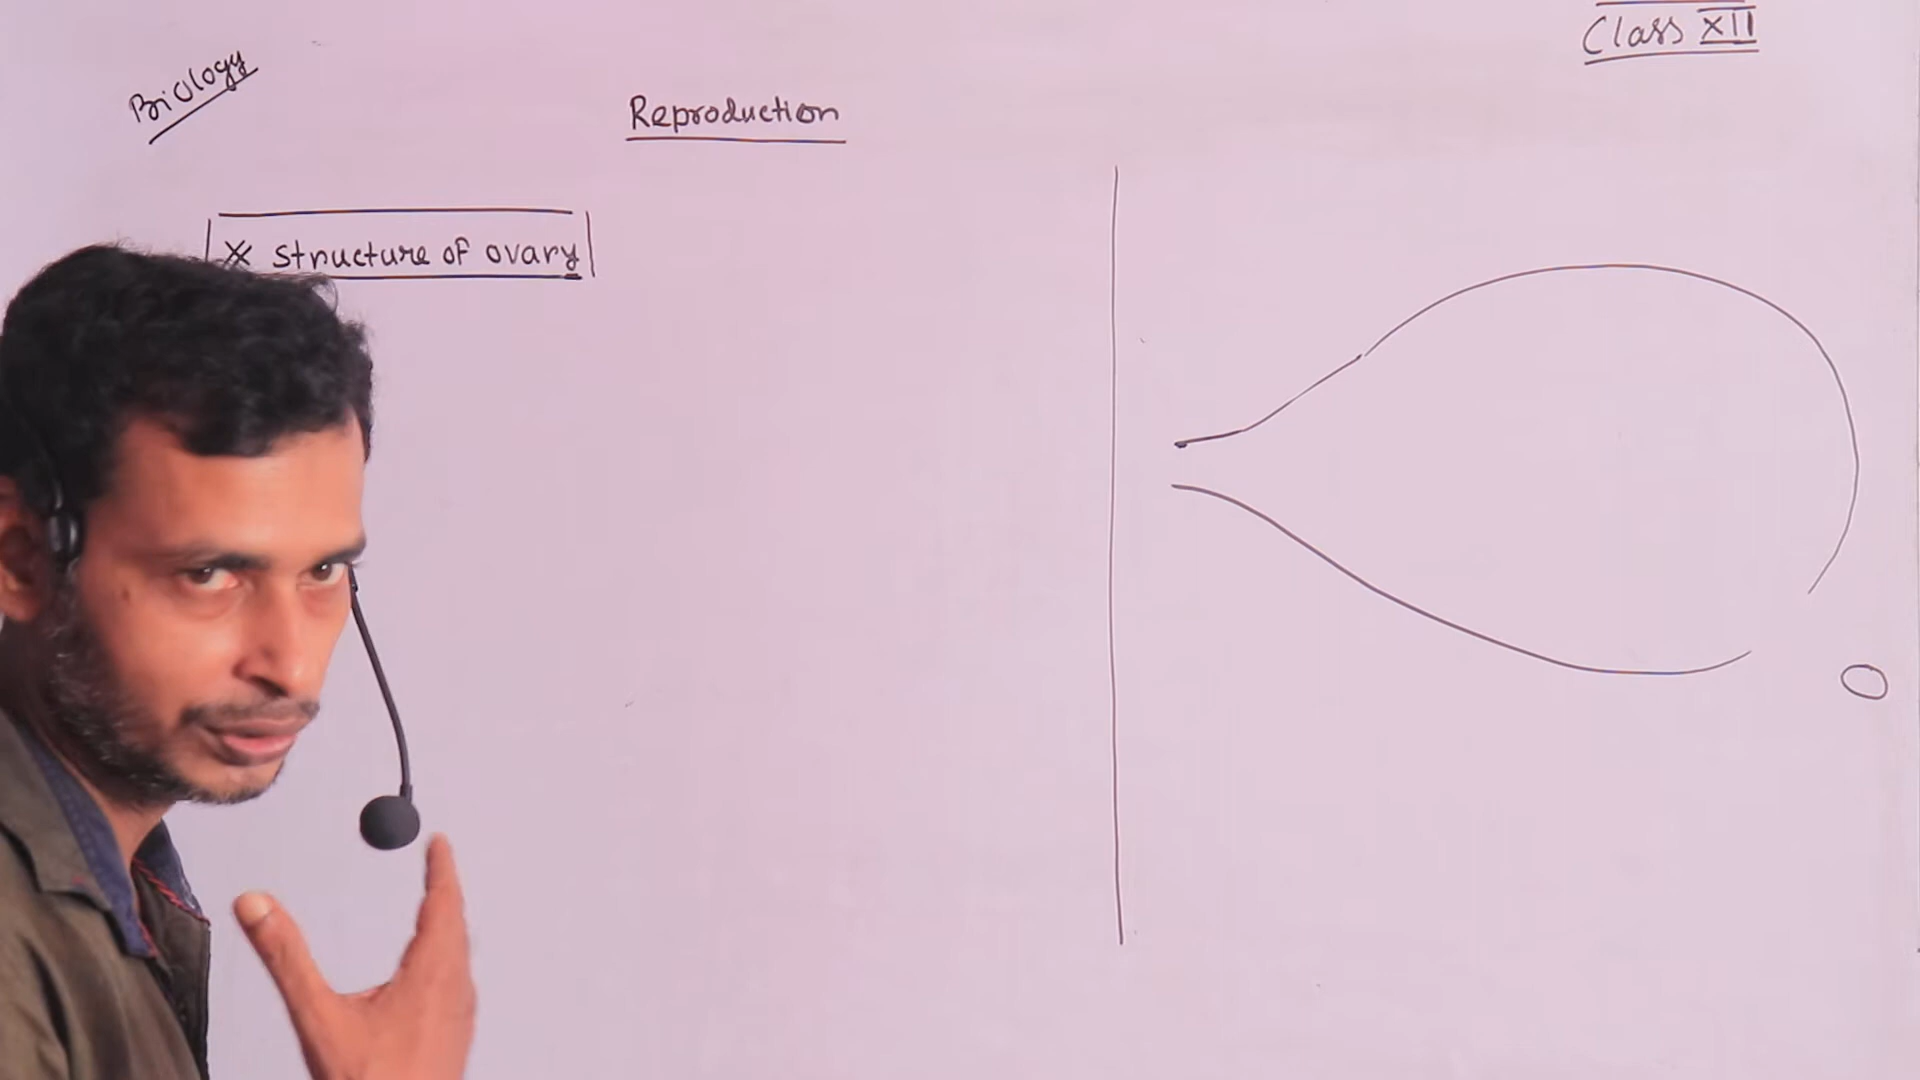 Class XII
Biology
Reproduction
* structure of ovary